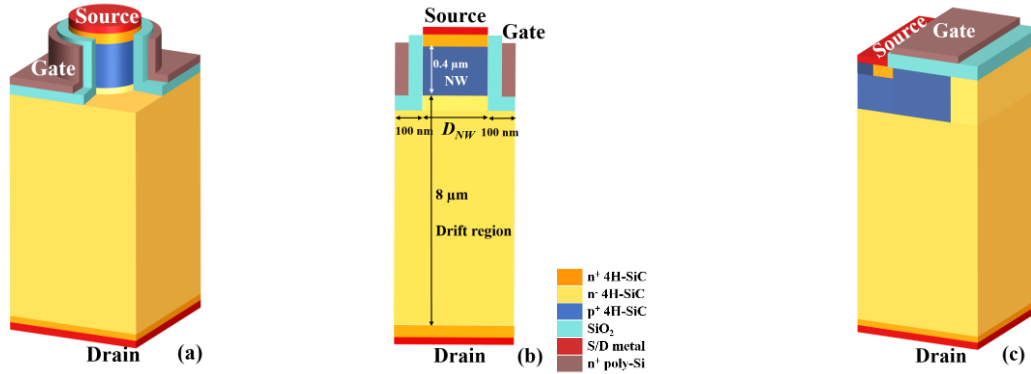 Source
Gate
Drain
(a)
Source
Gate
0.4 μm
NW
100 nm
D_NW
100 nm
8 μm
Drift region
Drain
(b)
n⁺ 4H-SiC
n⁻ 4H-SiC
p⁺ 4H-SiC
SiO₂
S/D metal
n⁺ poly-Si
Source
Gate
Drain
(c)